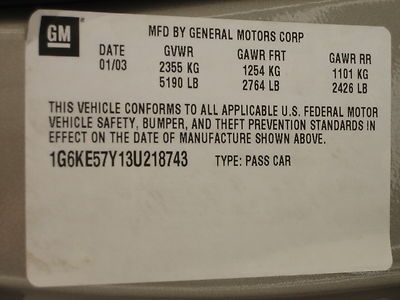 GM MFD BY GENERAL MOTORS CORP
DATE GVWR GAWR FRT GAWR RR
01/03 2355 KG 1254 KG 1101 KG
5190 LB 2764 LB 2426 LB
THIS VEHICLE CONFORMS TO ALL APPLICABLE U.S. FEDERAL MOTOR
VEHICLE SAFETY, BUMPER, AND THEFT PREVENTION STANDARDS IN
EFFECT ON THE DATE OF MANUFACTURE SHOWN ABOVE.
1G6KE57Y13U218743 TYPE: PASS CAR